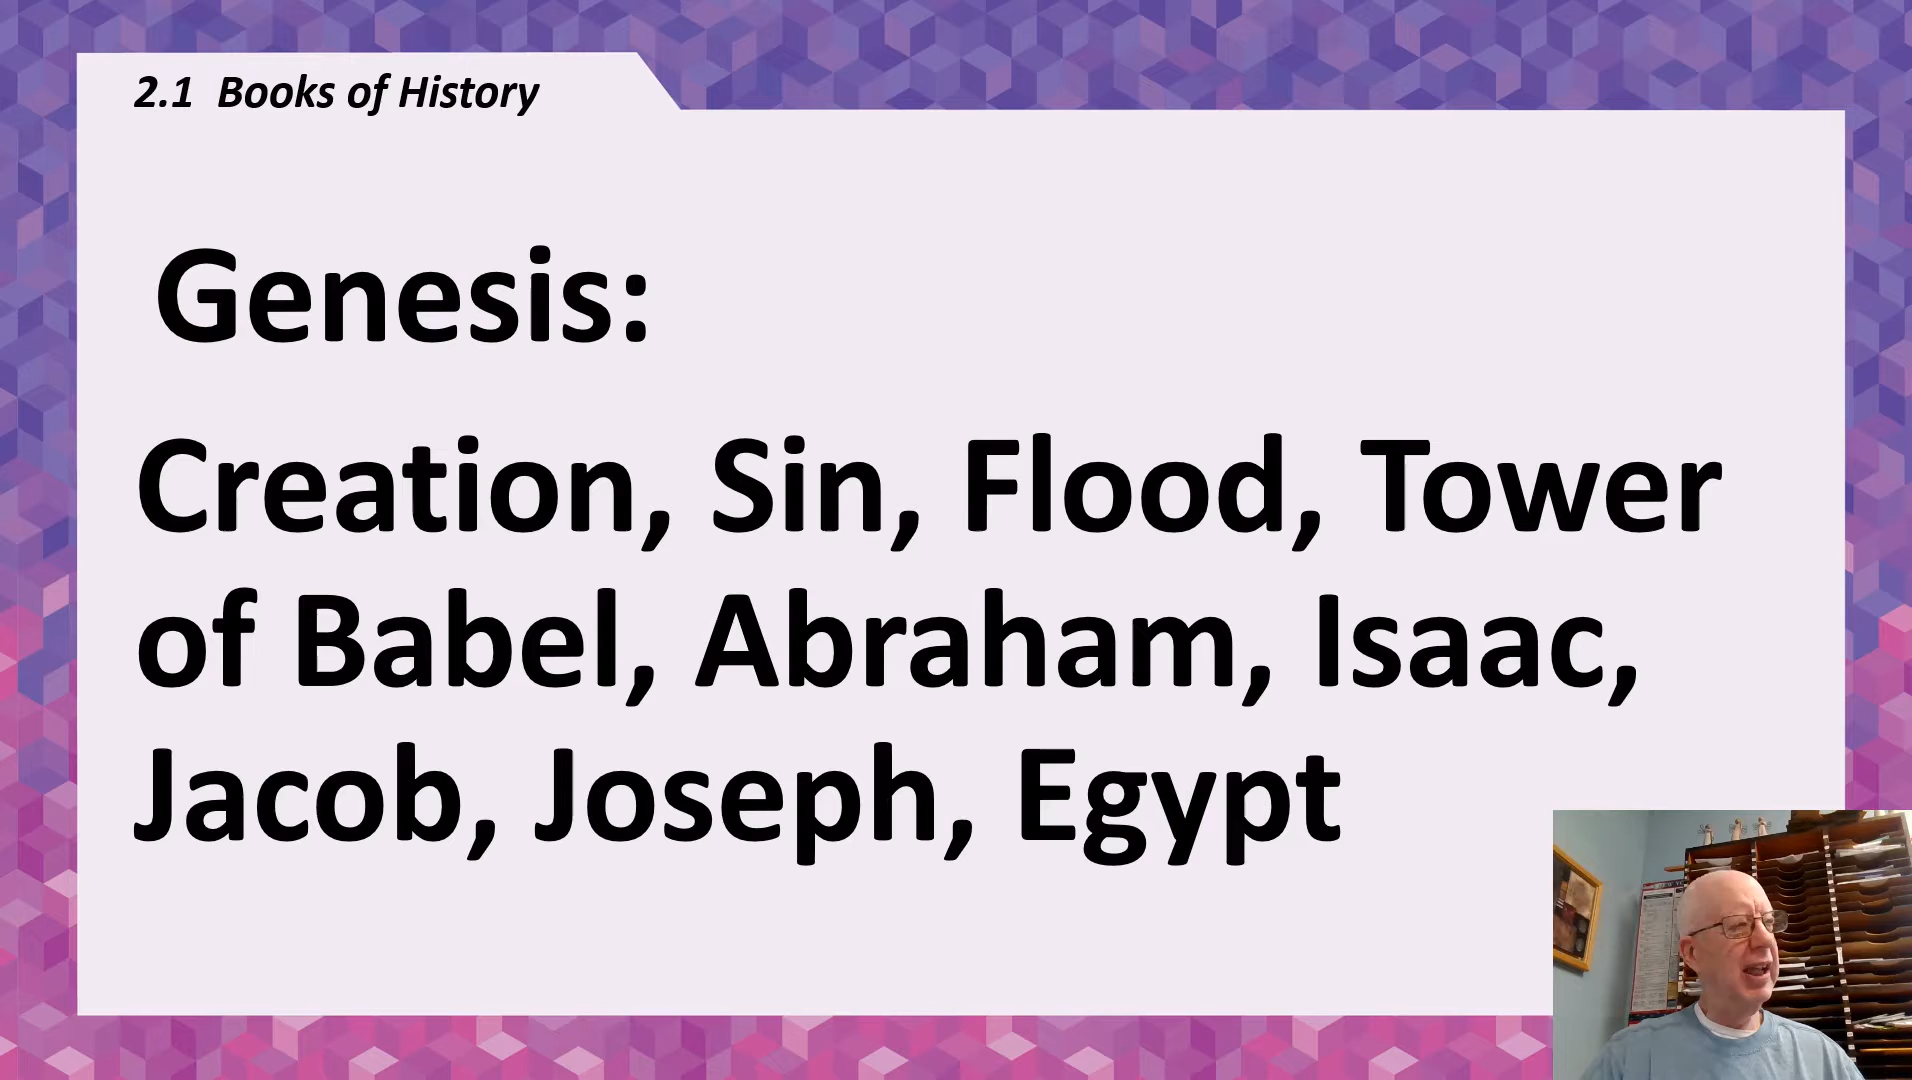 2.1  Books of History
Genesis:
Creation, Sin, Flood, Tower
of Babel, Abraham, Isaac,
Jacob, Joseph, Egypt